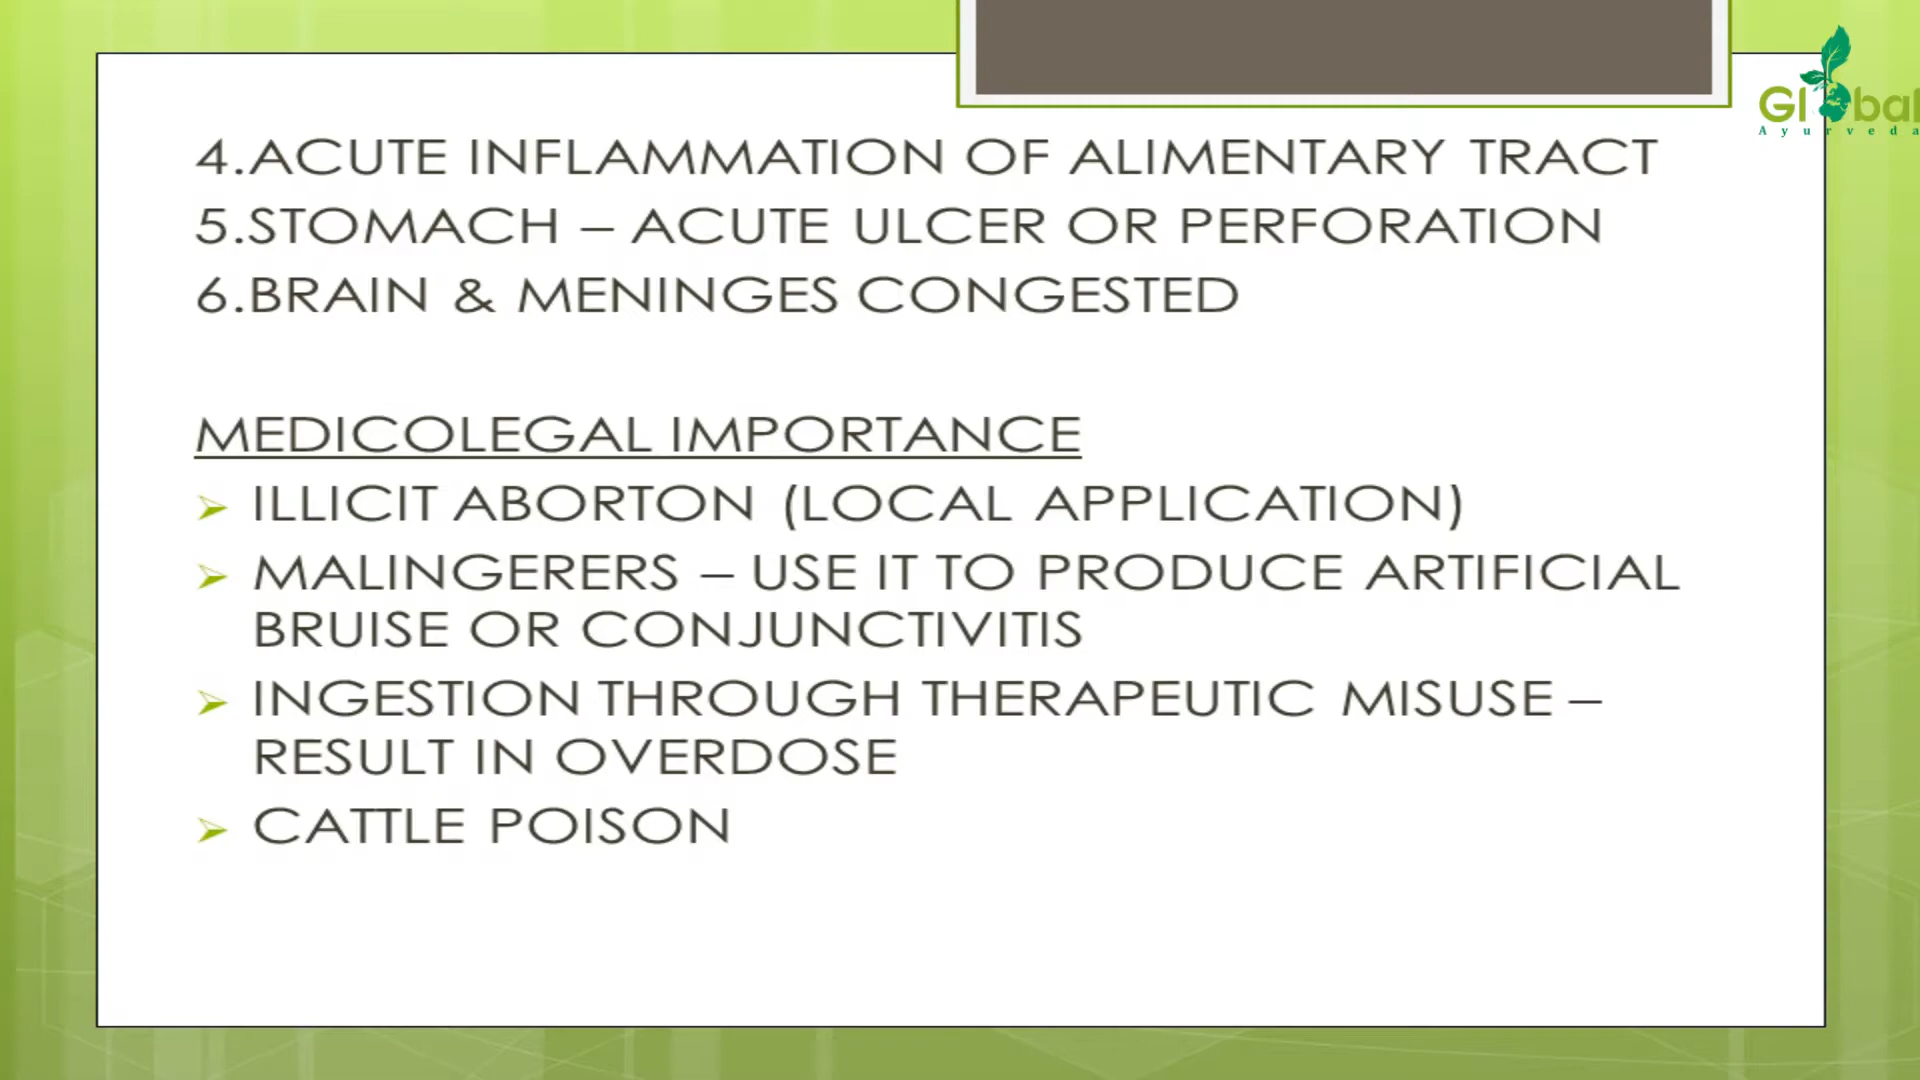 Global
Ayurveda
4.ACUTE INFLAMMATION OF ALIMENTARY TRACT
5.STOMACH – ACUTE ULCER OR PERFORATION
6.BRAIN & MENINGES CONGESTED
MEDICOLEGAL IMPORTANCE
ILLICIT ABORTON (LOCAL APPLICATION)
MALINGERERS – USE IT TO PRODUCE ARTIFICIAL
BRUISE OR CONJUNCTIVITIS
INGESTION THROUGH THERAPEUTIC MISUSE –
RESULT IN OVERDOSE
CATTLE POISON